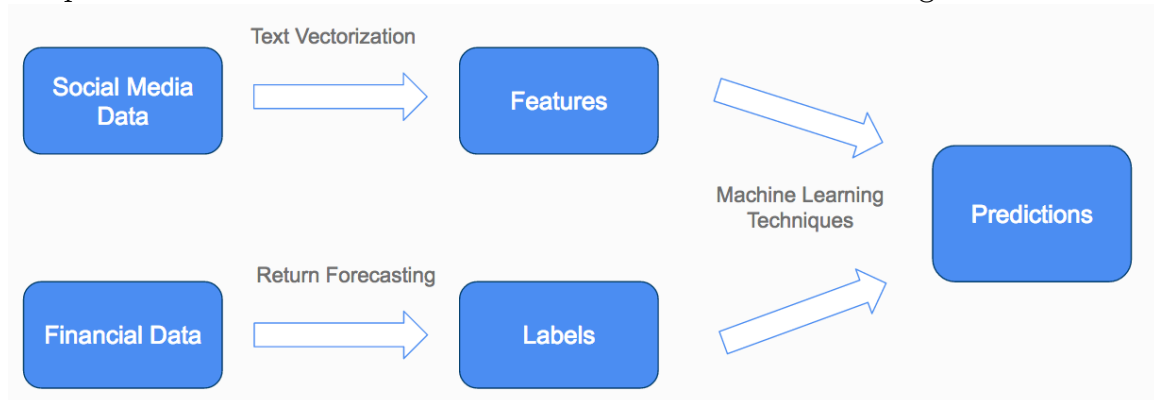 Text Vectorization
Social Media
Data
Features
Machine Learning
Techniques
Predictions
Return Forecasting
Financial Data
Labels